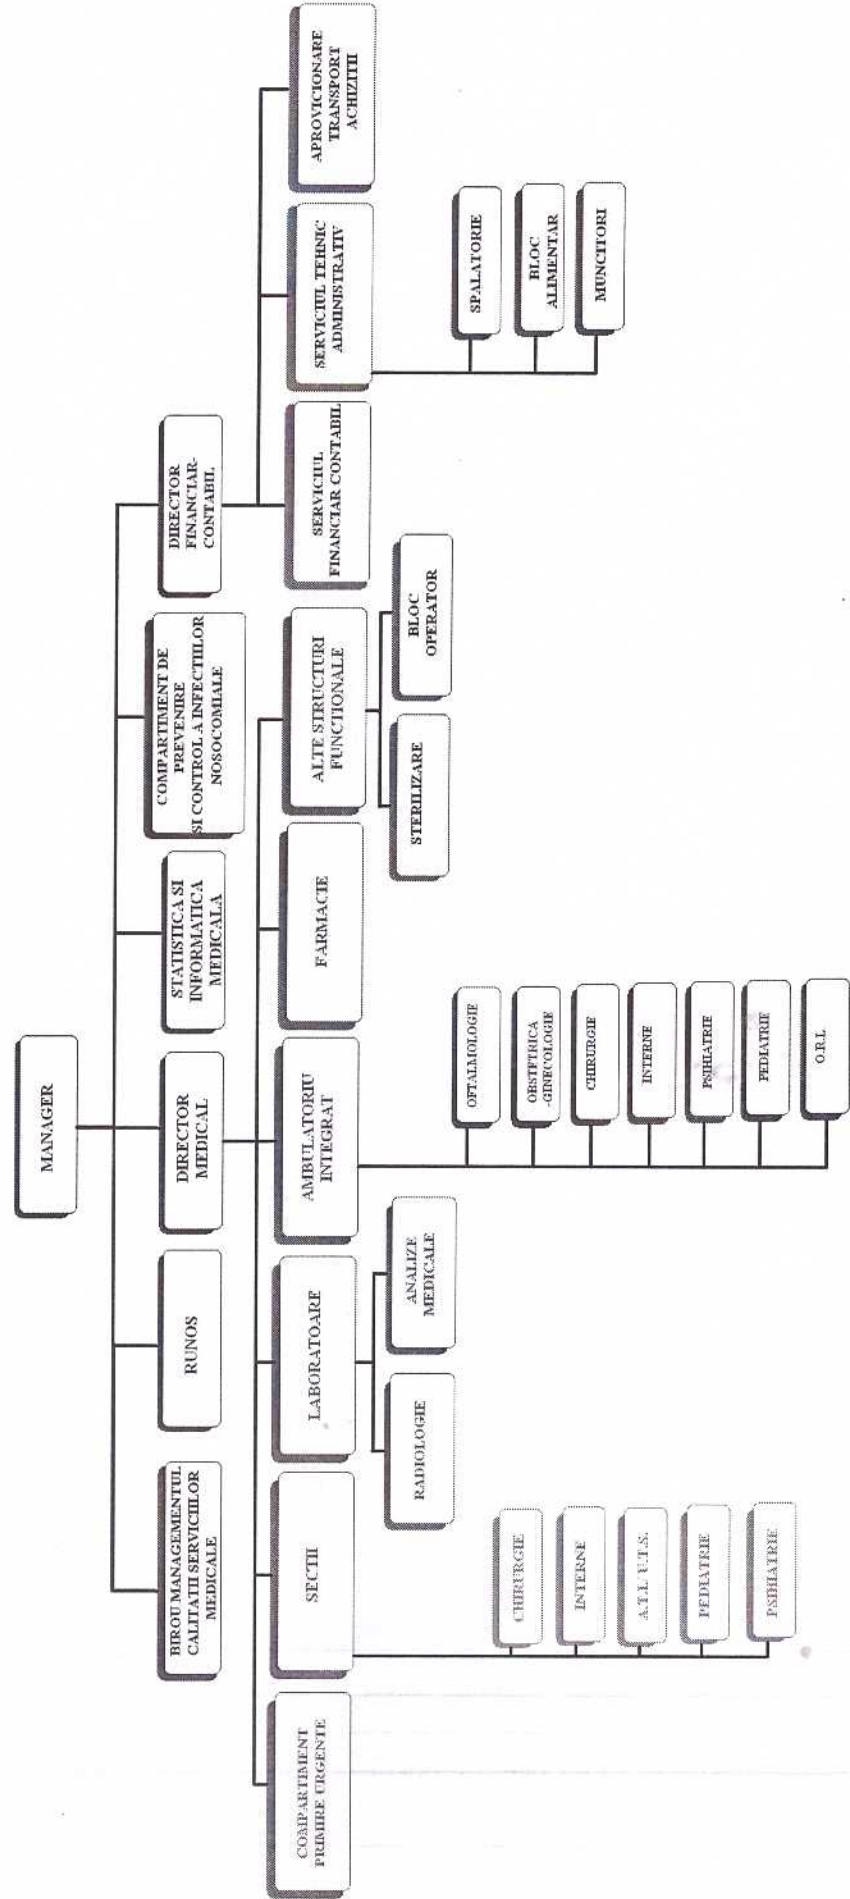 MANAGER
BIROU MANAGEMENTUL
CALITATII SERVICIILOR
MEDICALE
RUNOS
DIRECTOR
MEDICAL
STATISTICA SI
INFORMATICA
MEDICALA
COMPARTIMENT DE
PREVENIRE
SI CONTROL A INFECTIILOR
NOSOCOMIALE
DIRECTOR
FINANCIAR-
CONTABIL
COMPARTIMENT
PRIMIRE URGENTE
SECTII
LABORATOARE
AMBULATORIU
INTEGRAT
FARMACIE
ALTE STRUCTURI
FUNCTIONALE
SERVICIUL
FINANCIAR CONTABIL
SERVICIUL TEHNIC
ADMINISTRATIV
APROVICIONARE
TRANSPORT
ACHIZITII
CHIRURGIE
INTERNE
A.T.I./ U.T.S.
PEDIATRIE
PSIHIATRIE
RADIOLOGIE
ANALIZE
MEDICALE
OFTALMOLOGIE
OBSTETRICA
-GINECOLOGIE
CHIRURGIE
INTERNE
PSIHIATRIE
PEDIATRIE
O.R.L
STERILIZARE
BLOC
OPERATOR
SPALATORIE
BLOC
ALIMENTAR
MUNCITORI